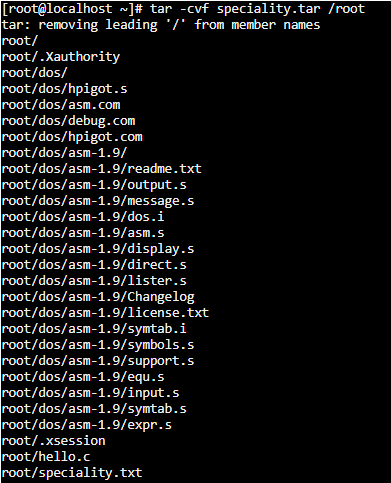 [root@localhost ~]# tar -cvf speciality.tar /root
tar: removing leading '/' from member names
root/
root/.Xauthority
root/dos/
root/dos/hpigot.s
root/dos/asm.com
root/dos/debug.com
root/dos/hpigot.com
root/dos/asm-1.9/
root/dos/asm-1.9/readme.txt
root/dos/asm-1.9/output.s
root/dos/asm-1.9/message.s
root/dos/asm-1.9/dos.i
root/dos/asm-1.9/asm.s
root/dos/asm-1.9/display.s
root/dos/asm-1.9/direct.s
root/dos/asm-1.9/lister.s
root/dos/asm-1.9/Changelog
root/dos/asm-1.9/license.txt
root/dos/asm-1.9/symtab.i
root/dos/asm-1.9/symbols.s
root/dos/asm-1.9/support.s
root/dos/asm-1.9/equ.s
root/dos/asm-1.9/input.s
root/dos/asm-1.9/symtab.s
root/dos/asm-1.9/expr.s
root/.xsession
root/hello.c
root/speciality.txt